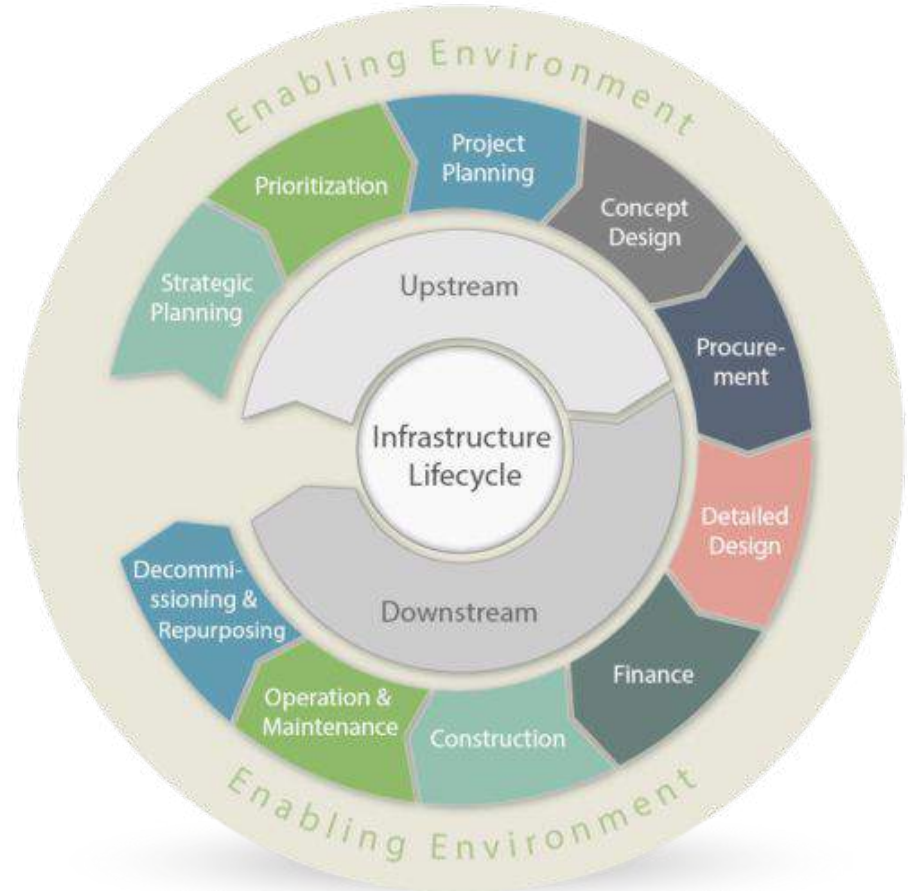 Enabling Environment
Strategic
Planning
Prioritization
Project
Planning
Concept
Design
Procure-
ment
Detailed
Design
Finance
Construction
Operation &
Maintenance
Decommi-
ssioning &
Repurposing
Upstream
Infrastructure
Lifecycle
Downstream
Enabling Environment